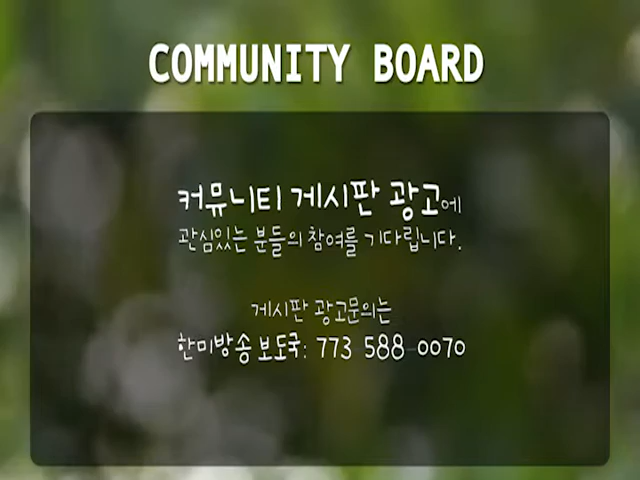 COMMUNITY BOARD
커뮤니티 게시판 광고에
관심있는 분들의 참여를 기다립니다.
게시판 광고문의는
한미방송 보도국: 773 588-0070